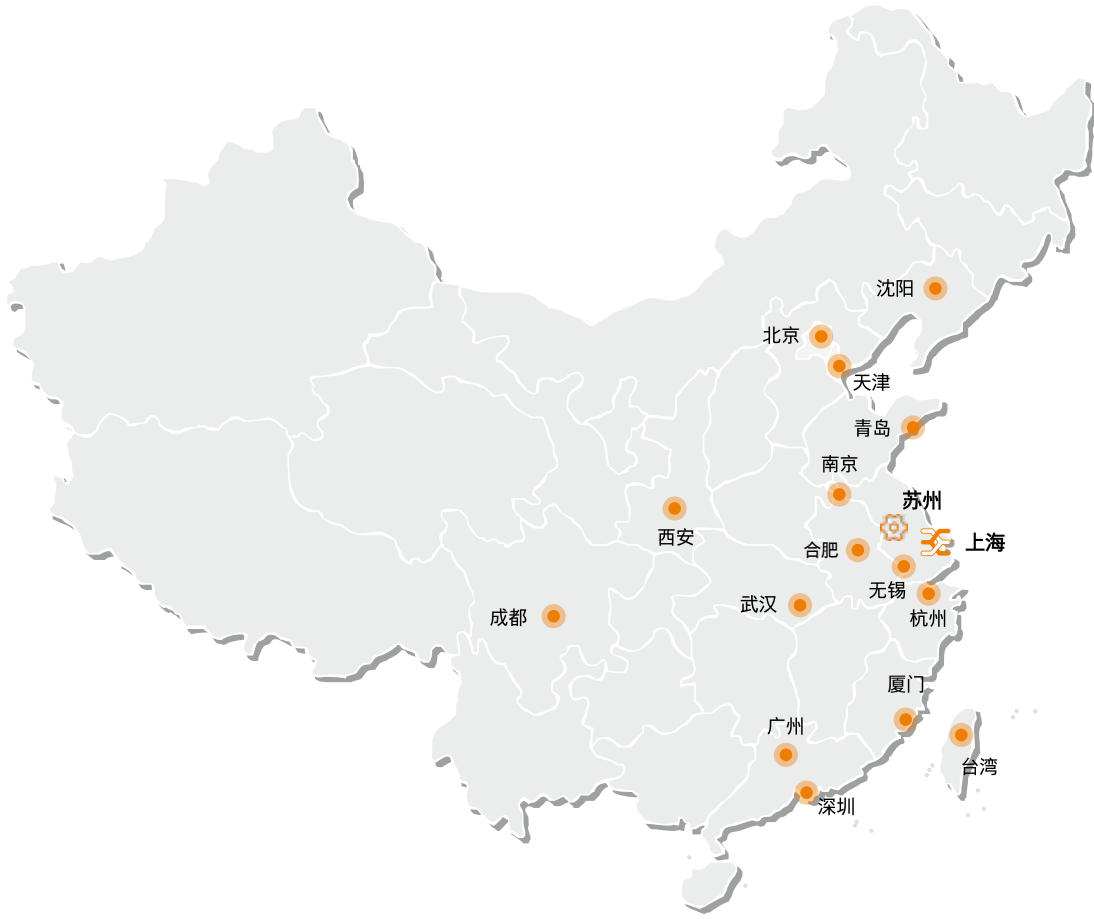 沈阳
北京
天津
青岛
南京
苏州
西安
上海
合肥
无锡
武汉
成都
杭州
厦门
广州
台湾
深圳